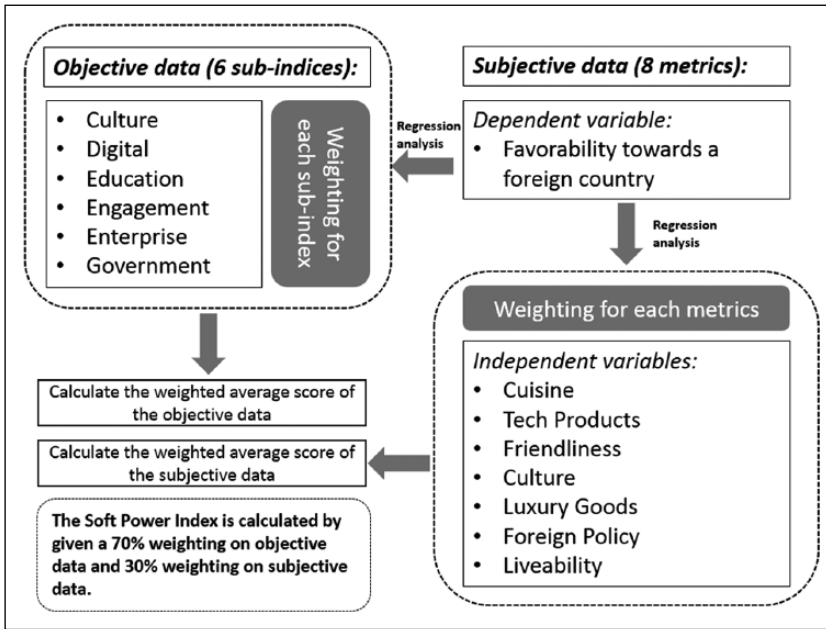 Objective data (6 sub-indices):
• Culture
• Digital
• Education
• Engagement
• Enterprise
• Government
Weighting for
each sub-index
Regression
analysis
Subjective data (8 metrics):
Dependent variable:
• Favorability towards a
foreign country
Regression
analysis
Weighting for each metrics
Independent variables:
• Cuisine
• Tech Products
• Friendliness
• Culture
• Luxury Goods
• Foreign Policy
• Liveability
Calculate the weighted average score of
the objective data
Calculate the weighted average score of
the subjective data
The Soft Power Index is calculated by
given a 70% weighting on objective
data and 30% weighting on subjective
data.